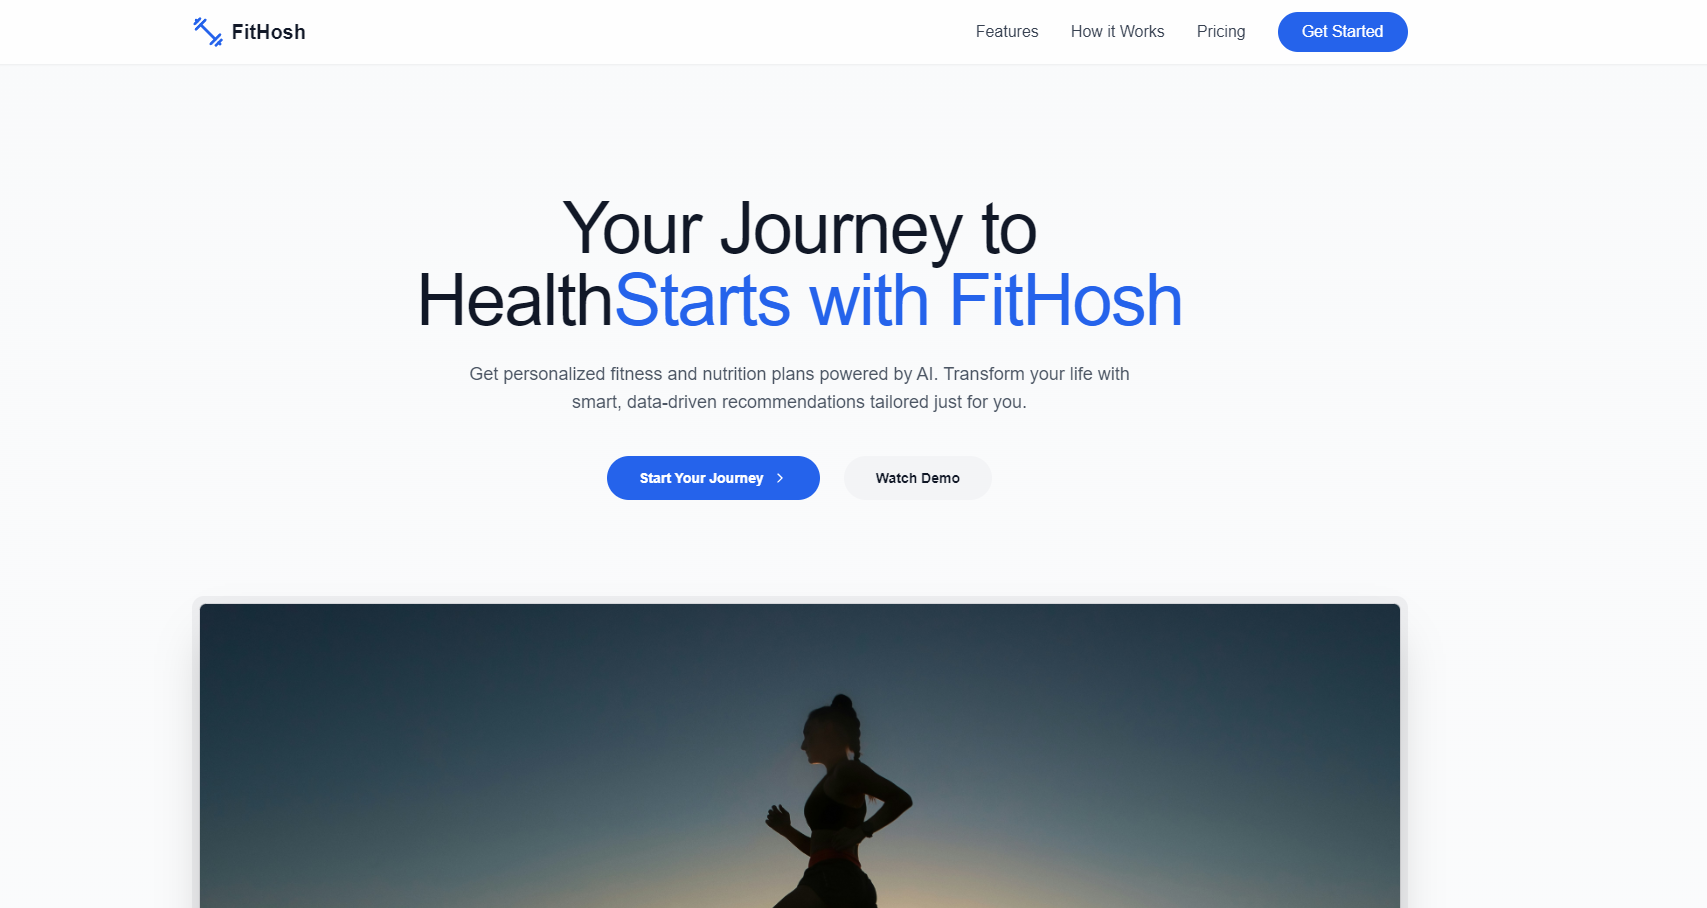 FitHosh
Features
How it Works
Pricing
Get Started
Your Journey to
HealthStarts with FitHosh
Get personalized fitness and nutrition plans powered by AI. Transform your life with
smart, data-driven recommendations tailored just for you.
Start Your Journey
Watch Demo